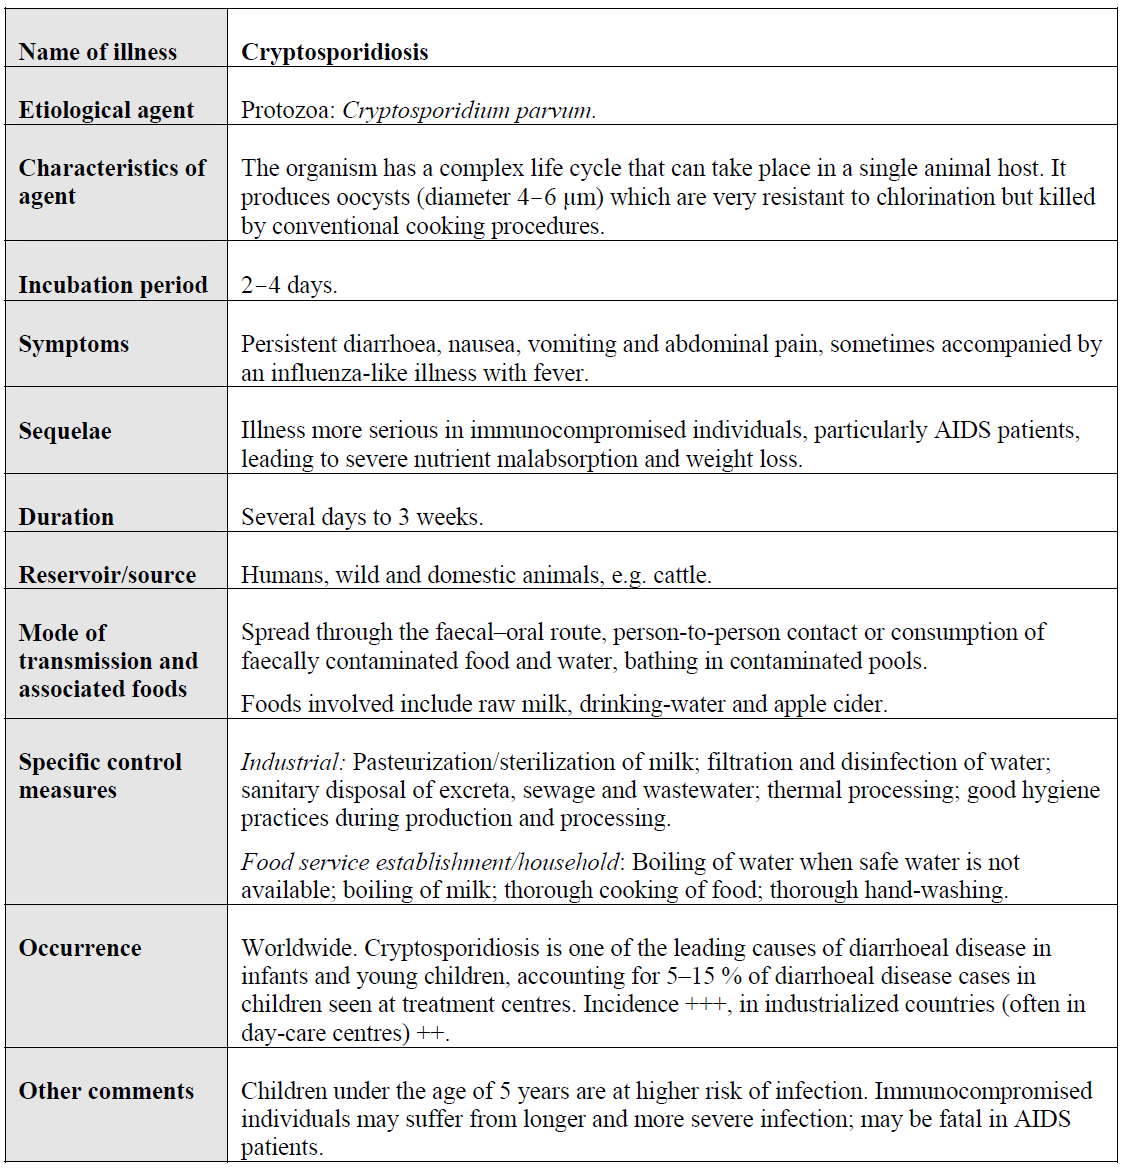 Name of illness
Cryptosporidiosis
Etiological agent
Protozoa: Cryptosporidium parvum.
Characteristics of
agent
The organism has a complex life cycle that can take place in a single animal host. It
produces oocysts (diameter 4–6 μm) which are very resistant to chlorination but killed
by conventional cooking procedures.
Incubation period
2–4 days.
Symptoms
Persistent diarrhoea, nausea, vomiting and abdominal pain, sometimes accompanied by
an influenza-like illness with fever.
Sequelae
Illness more serious in immunocompromised individuals, particularly AIDS patients,
leading to severe nutrient malabsorption and weight loss.
Duration
Several days to 3 weeks.
Reservoir/source
Humans, wild and domestic animals, e.g. cattle.
Mode of
transmission and
associated foods
Spread through the faecal–oral route, person-to-person contact or consumption of
faecally contaminated food and water, bathing in contaminated pools.
Foods involved include raw milk, drinking-water and apple cider.
Specific control
measures
Industrial: Pasteurization/sterilization of milk; filtration and disinfection of water;
sanitary disposal of excreta, sewage and wastewater; thermal processing; good hygiene
practices during production and processing.
Food service establishment/household: Boiling of water when safe water is not
available; boiling of milk; thorough cooking of food; thorough hand-washing.
Occurrence
Worldwide. Cryptosporidiosis is one of the leading causes of diarrhoeal disease in
infants and young children, accounting for 5–15 % of diarrhoeal disease cases in
children seen at treatment centres. Incidence +++, in industrialized countries (often in
day-care centres) ++.
Other comments
Children under the age of 5 years are at higher risk of infection. Immunocompromised
individuals may suffer from longer and more severe infection; may be fatal in AIDS
patients.